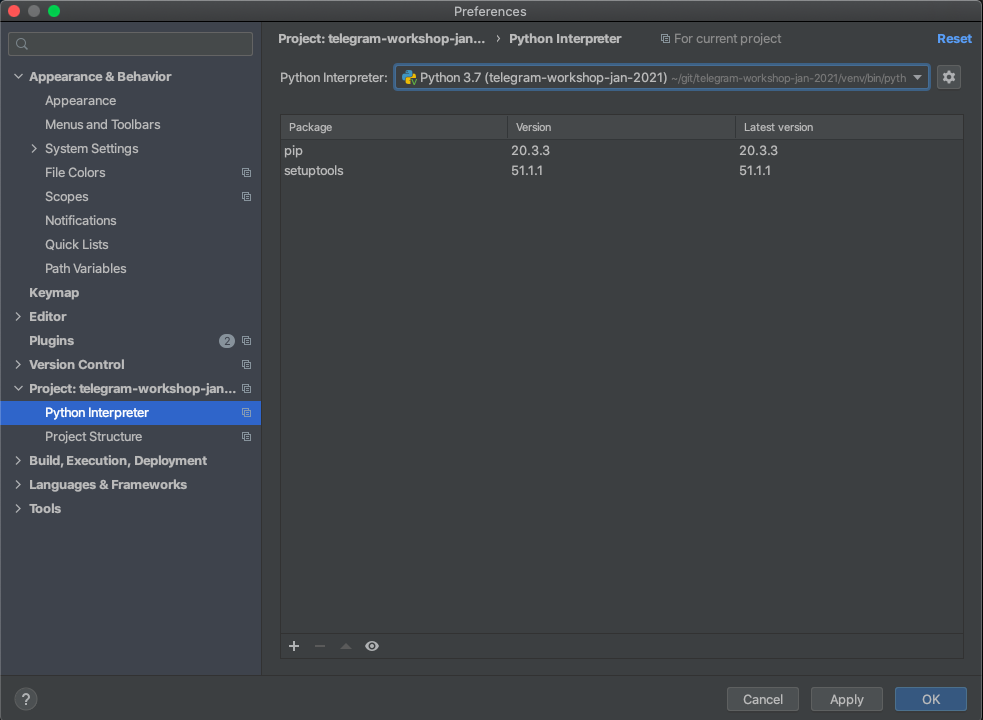 Preferences
Project: telegram-workshop-jan... › Python Interpreter For current project Reset
Python Interpreter: Python 3.7 (telegram-workshop-jan-2021) ~/git/telegram-workshop-jan-2021/venv/bin/pyth
Appearance & Behavior
Appearance
Menus and Toolbars
System Settings
File Colors
Scopes
Notifications
Quick Lists
Path Variables
Keymap
Editor
Plugins 2
Version Control
Project: telegram-workshop-jan...
Python Interpreter
Project Structure
Build, Execution, Deployment
Languages & Frameworks
Tools
Package Version Latest version
pip 20.3.3 20.3.3
setuptools 51.1.1 51.1.1
? Cancel Apply OK